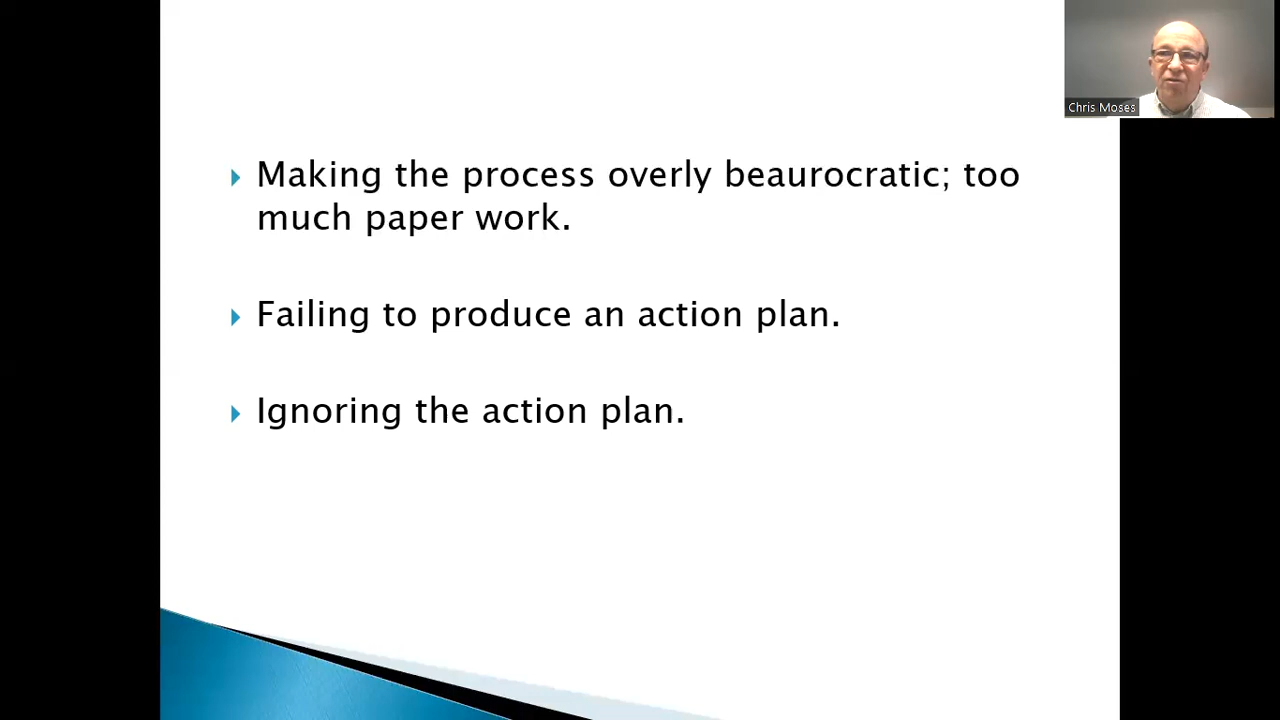 Chris Moses
Making the process overly beaurocratic; too
much paper work.
Failing to produce an action plan.
Ignoring the action plan.